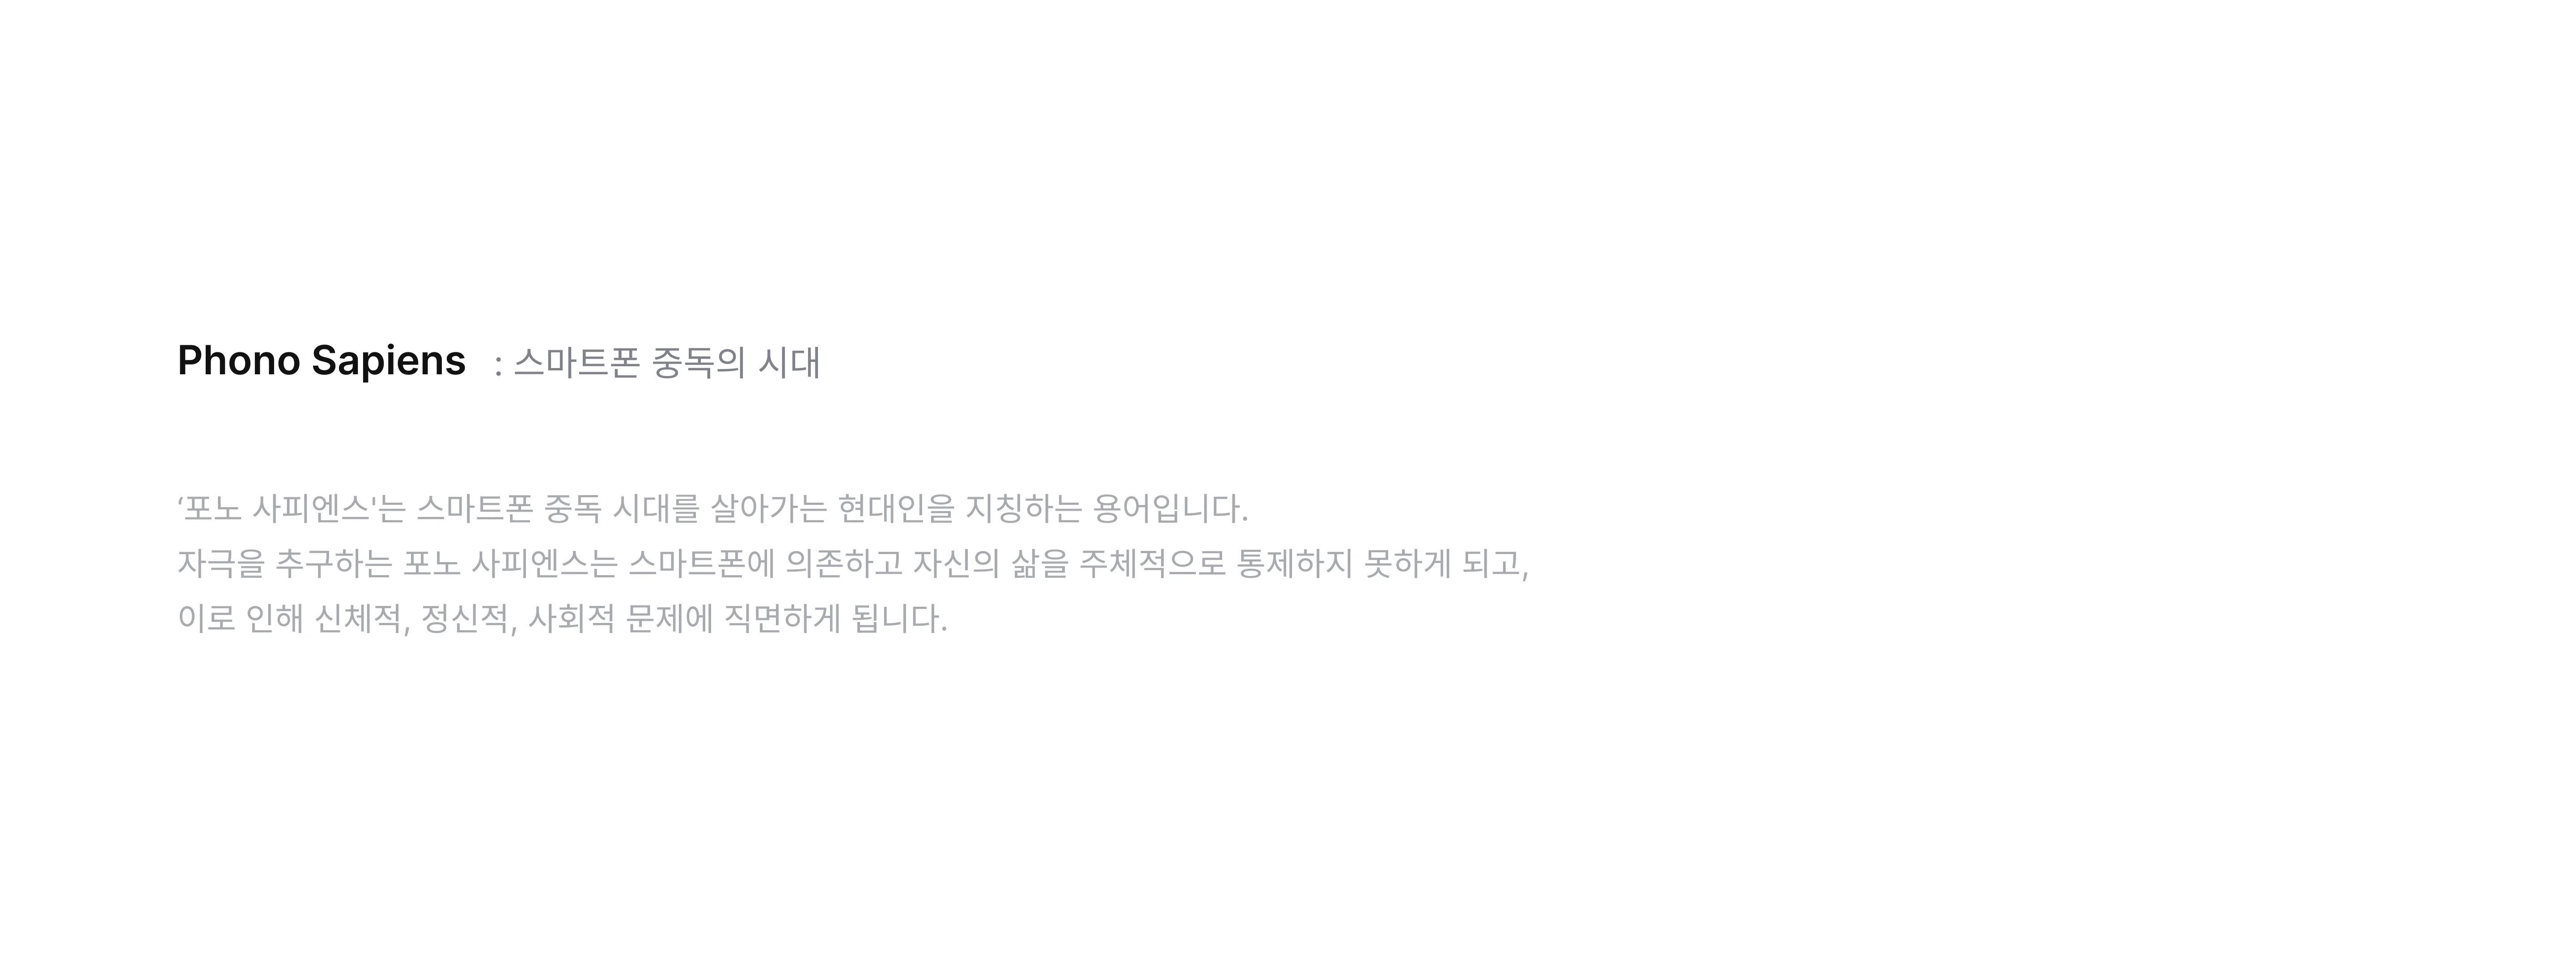 Phono Sapiens : 스마트폰 중독의 시대
‘포노 사피엔스'는 스마트폰 중독 시대를 살아가는 현대인을 지칭하는 용어입니다.
자극을 추구하는 포노 사피엔스는 스마트폰에 의존하고 자신의 삶을 주체적으로 통제하지 못하게 되고,
이로 인해 신체적, 정신적, 사회적 문제에 직면하게 됩니다.